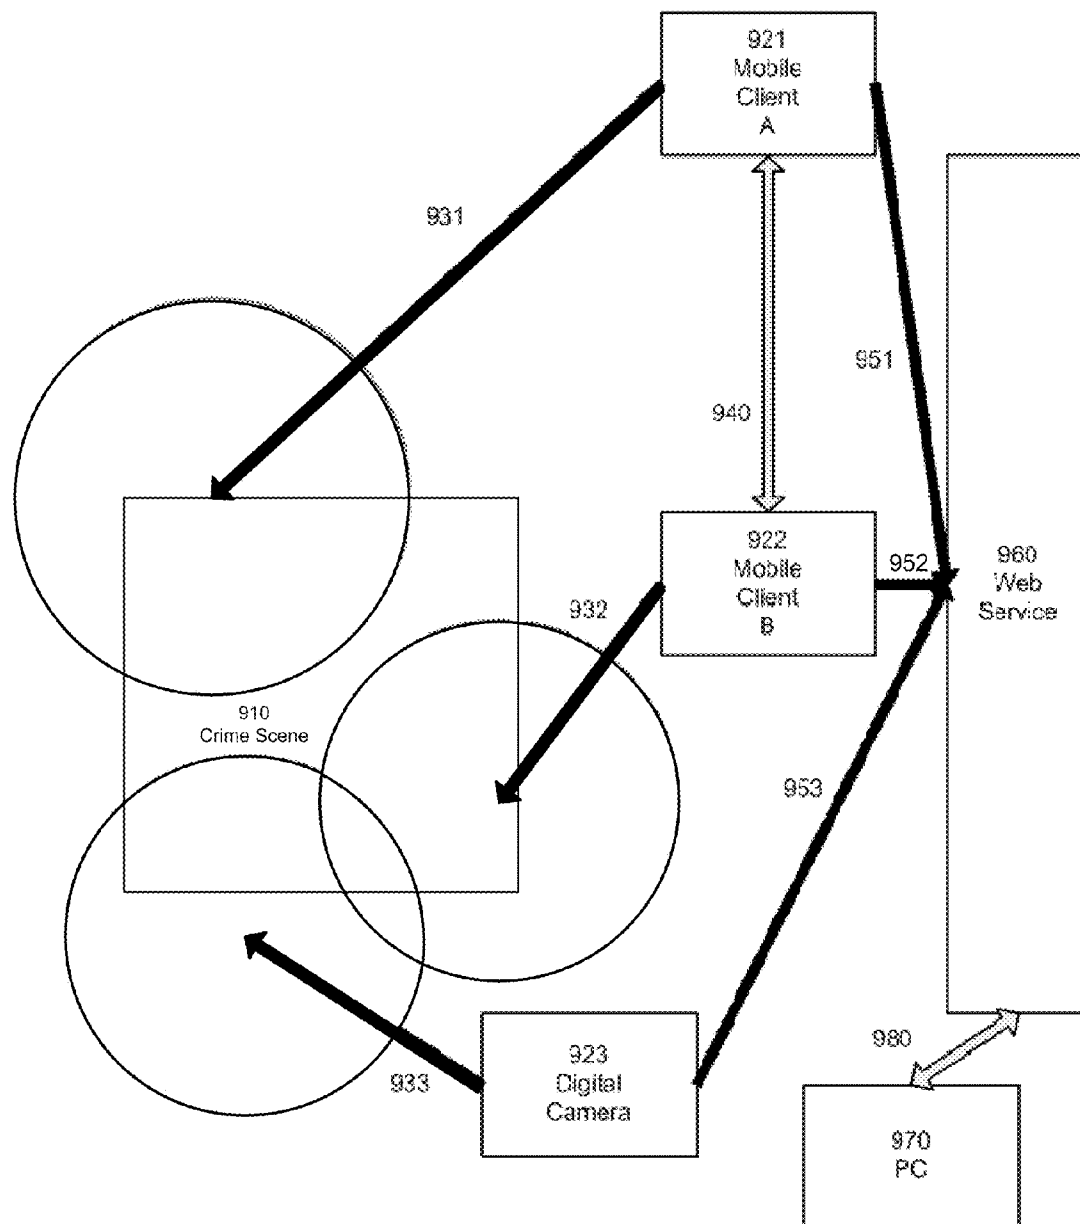 921
Mobile
Client
A
931
951
940
922
Mobile
Client
B
952
960
Web
Service
932
910
Crime Scene
953
980
923
Digital
Camera
933
970
PC